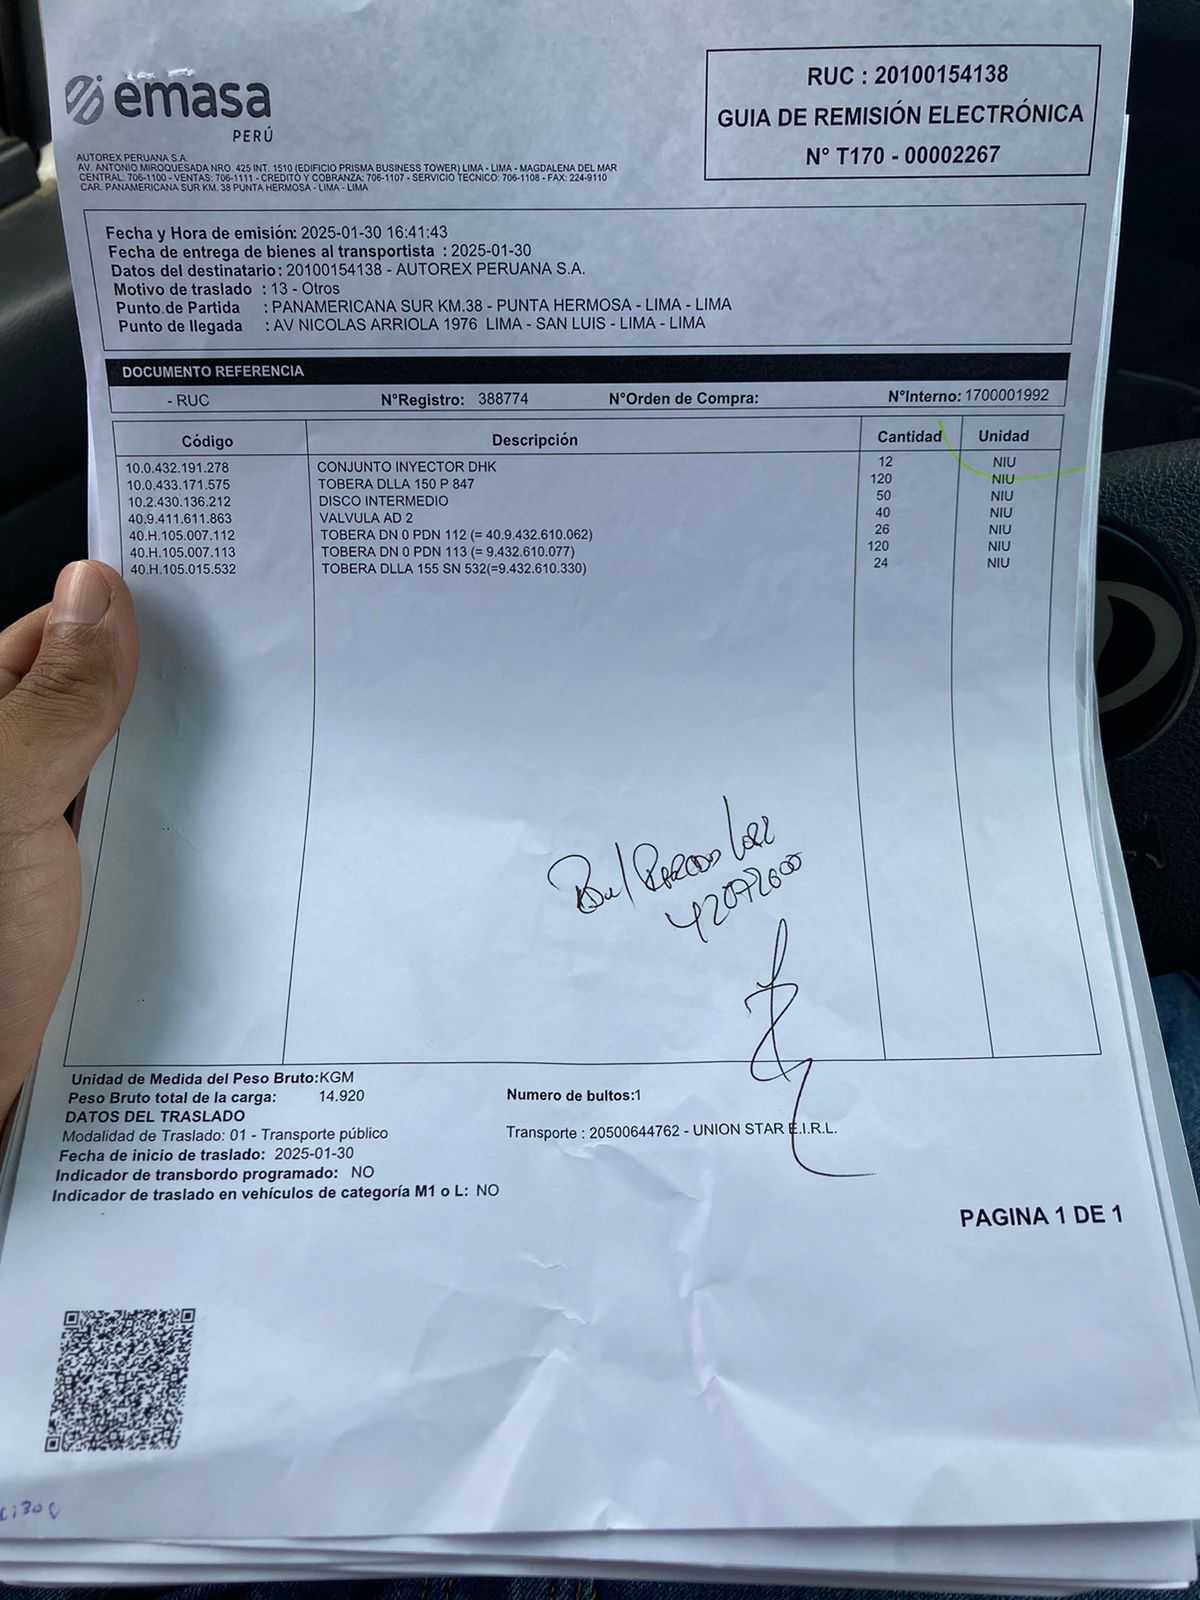 emasa
PERÚ
AUTOREX PERUANA S.A.
AV. ANTONIO MIROQUESADA NRO. 425 INT. 1510 (EDIFICIO PRISMA BUSINESS TOWER) LIMA - LIMA - MAGDALENA DEL MAR
CENTRAL: 706-1100 - VENTAS: 706-1111 - CREDITO Y COBRANZA: 706-1107 - SERVICIO TECNICO: 706-1108 - FAX: 224-9110
CAR. PANAMERICANA SUR KM. 38 PUNTA HERMOSA - LIMA - LIMA
RUC : 20100154138
GUIA DE REMISIÓN ELECTRÓNICA
N° T170 - 00002267
Fecha y Hora de emisión: 2025-01-30 16:41:43
Fecha de entrega de bienes al transportista : 2025-01-30
Datos del destinatario : 20100154138 - AUTOREX PERUANA S.A.
Motivo de traslado : 13 - Otros
Punto de Partida : PANAMERICANA SUR KM.38 - PUNTA HERMOSA - LIMA - LIMA
Punto de llegada : AV NICOLAS ARRIOLA 1976 LIMA - SAN LUIS - LIMA - LIMA
DOCUMENTO REFERENCIA
- RUC N°Registro: 388774 N°Orden de Compra: N°Interno: 1700001992
Código Descripción Cantidad Unidad
10.0.432.191.278 CONJUNTO INYECTOR DHK 12 NIU
10.0.433.171.575 TOBERA DLLA 150 P 847 120 NIU
10.2.430.136.212 DISCO INTERMEDIO 50 NIU
40.9.411.611.863 VALVULA AD 2 40 NIU
40.H.105.007.112 TOBERA DN 0 PDN 112 (= 40.9.432.610.062) 26 NIU
40.H.105.007.113 TOBERA DN 0 PDN 113 (= 9.432.610.077) 120 NIU
40.H.105.015.532 TOBERA DLLA 155 SN 532(=9.432.610.330) 24 NIU
42072600
Unidad de Medida del Peso Bruto:KGM
Peso Bruto total de la carga: 14.920 Numero de bultos:1
DATOS DEL TRASLADO
Modalidad de Traslado: 01 - Transporte público Transporte : 20500644762 - UNION STAR E.I.R.L.
Fecha de inicio de traslado: 2025-01-30
Indicador de transbordo programado: NO
Indicador de traslado en vehículos de categoría M1 o L: NO
PAGINA 1 DE 1